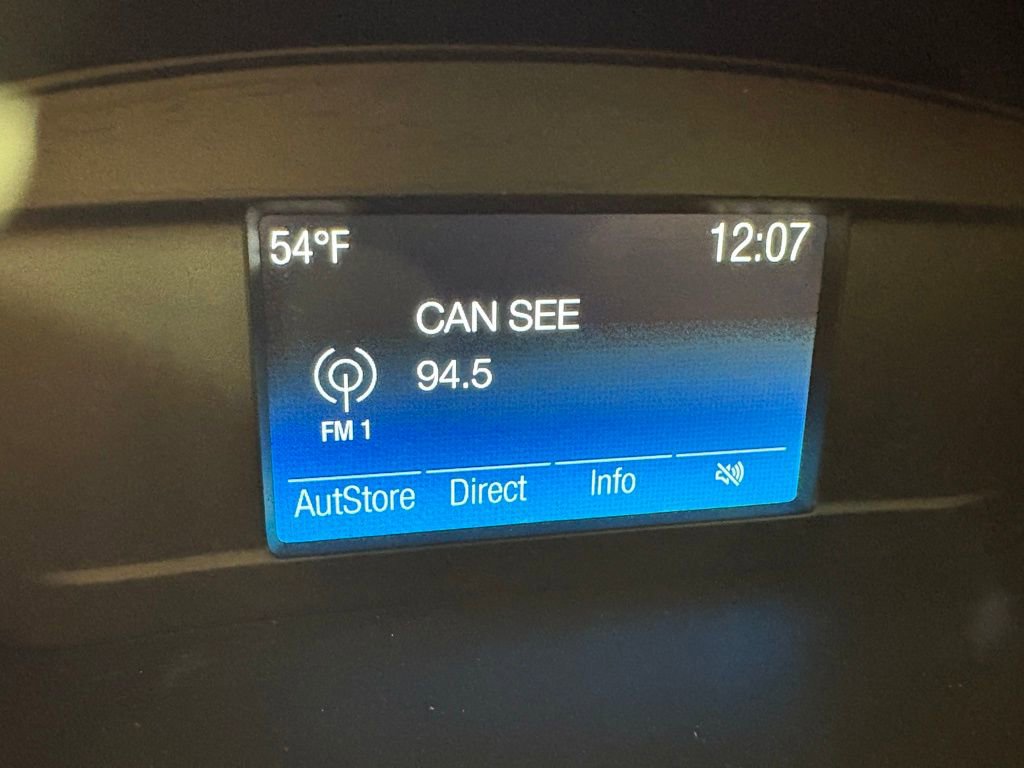 54°F 12:07
CAN SEE
94.5
FM 1
AutStore Direct Info